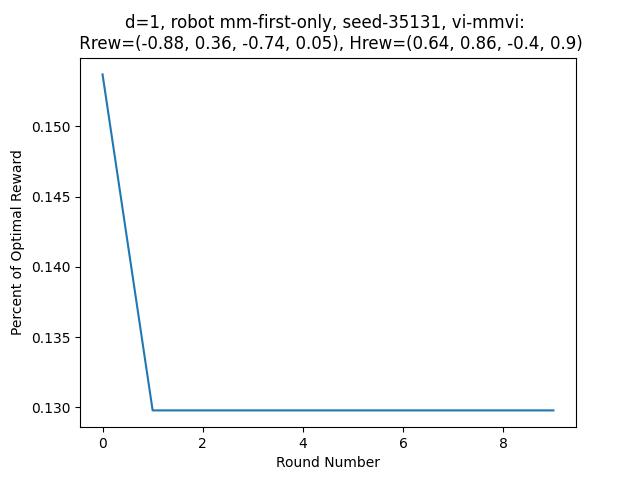 d=1, robot mm-first-only, seed-35131, vi-mmvi:
Rrew=(-0.88, 0.36, -0.74, 0.05), Hrew=(0.64, 0.86, -0.4, 0.9)
Percent of Optimal Reward
0.150
0.145
0.140
0.135
0.130
0 2 4 6 8
Round Number